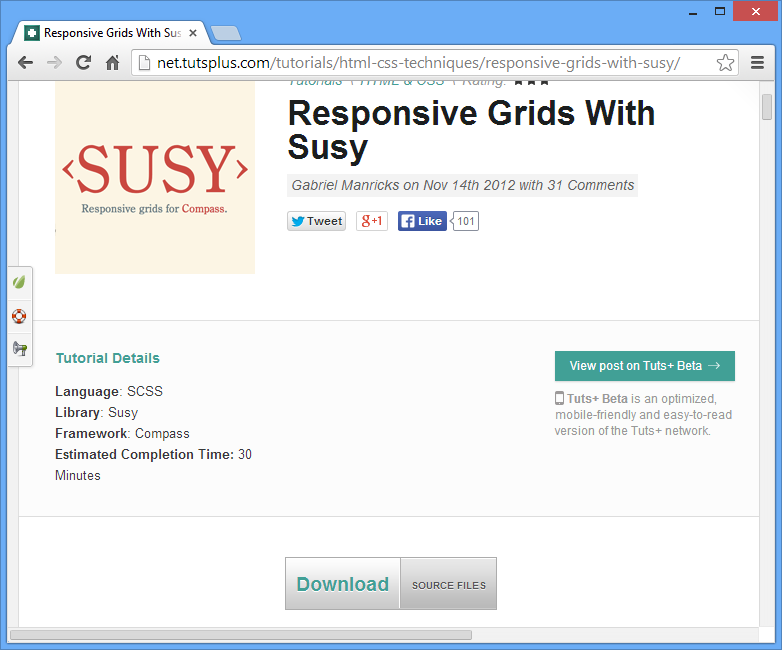 Responsive Grids With Sus
net.tutsplus.com/tutorials/html-css-techniques/responsive-grids-with-susy/
Tutorials \ HTML & CSS \ Rating: ★★★
‹SUSY›
Responsive grids for Compass.
Responsive Grids With
Susy
Gabriel Manricks on Nov 14th 2012 with 31 Comments
Tweet
g+1
Like
101
Tutorial Details
Language: SCSS
Library: Susy
Framework: Compass
Estimated Completion Time: 30
Minutes
View post on Tuts+ Beta →
Tuts+ Beta is an optimized,
mobile-friendly and easy-to-read
version of the Tuts+ network.
Download SOURCE FILES